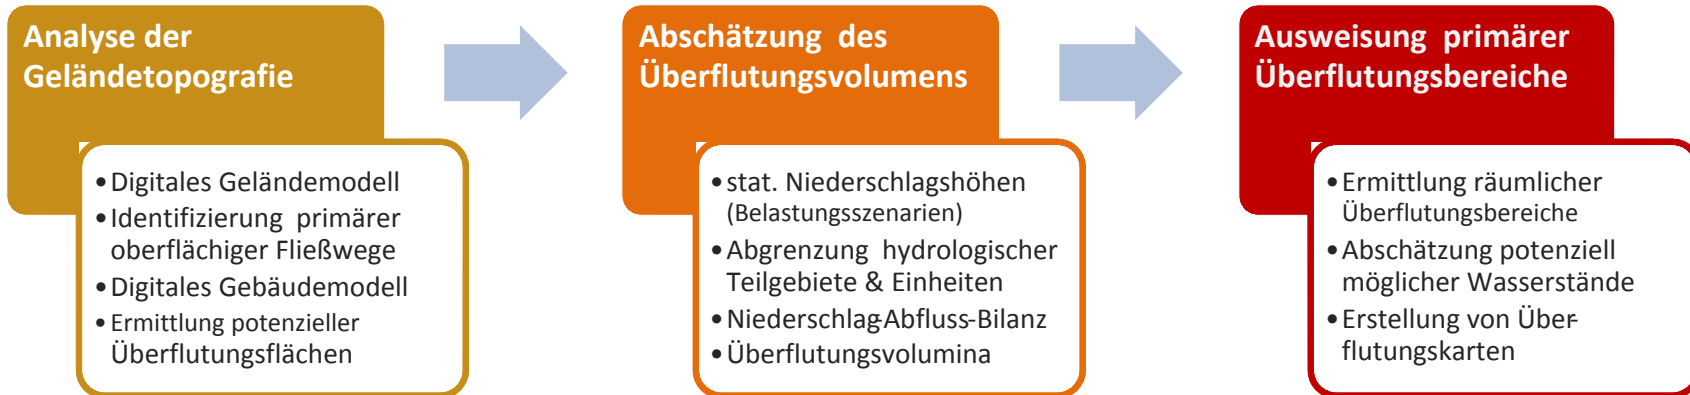 Analyse der
Geländetopografie
• Digitales Geländemodell
• Identifizierung primärer
oberflächiger Fließwege
• Digitales Gebäudemodell
• Ermittlung potenzieller
Überflutungsflächen
Abschätzung des
Überflutungsvolumens
• stat. Niederschlagshöhen
(Belastungsszenarien)
• Abgrenzung hydrologischer
Teilgebiete & Einheiten
• Niederschlag-Abfluss-Bilanz
• Überflutungsvolumina
Ausweisung primärer
Überflutungsbereiche
• Ermittlung räumlicher
Überflutungsbereiche
• Abschätzung potenziell
möglicher Wasserstände
• Erstellung von Über-
flutungskarten